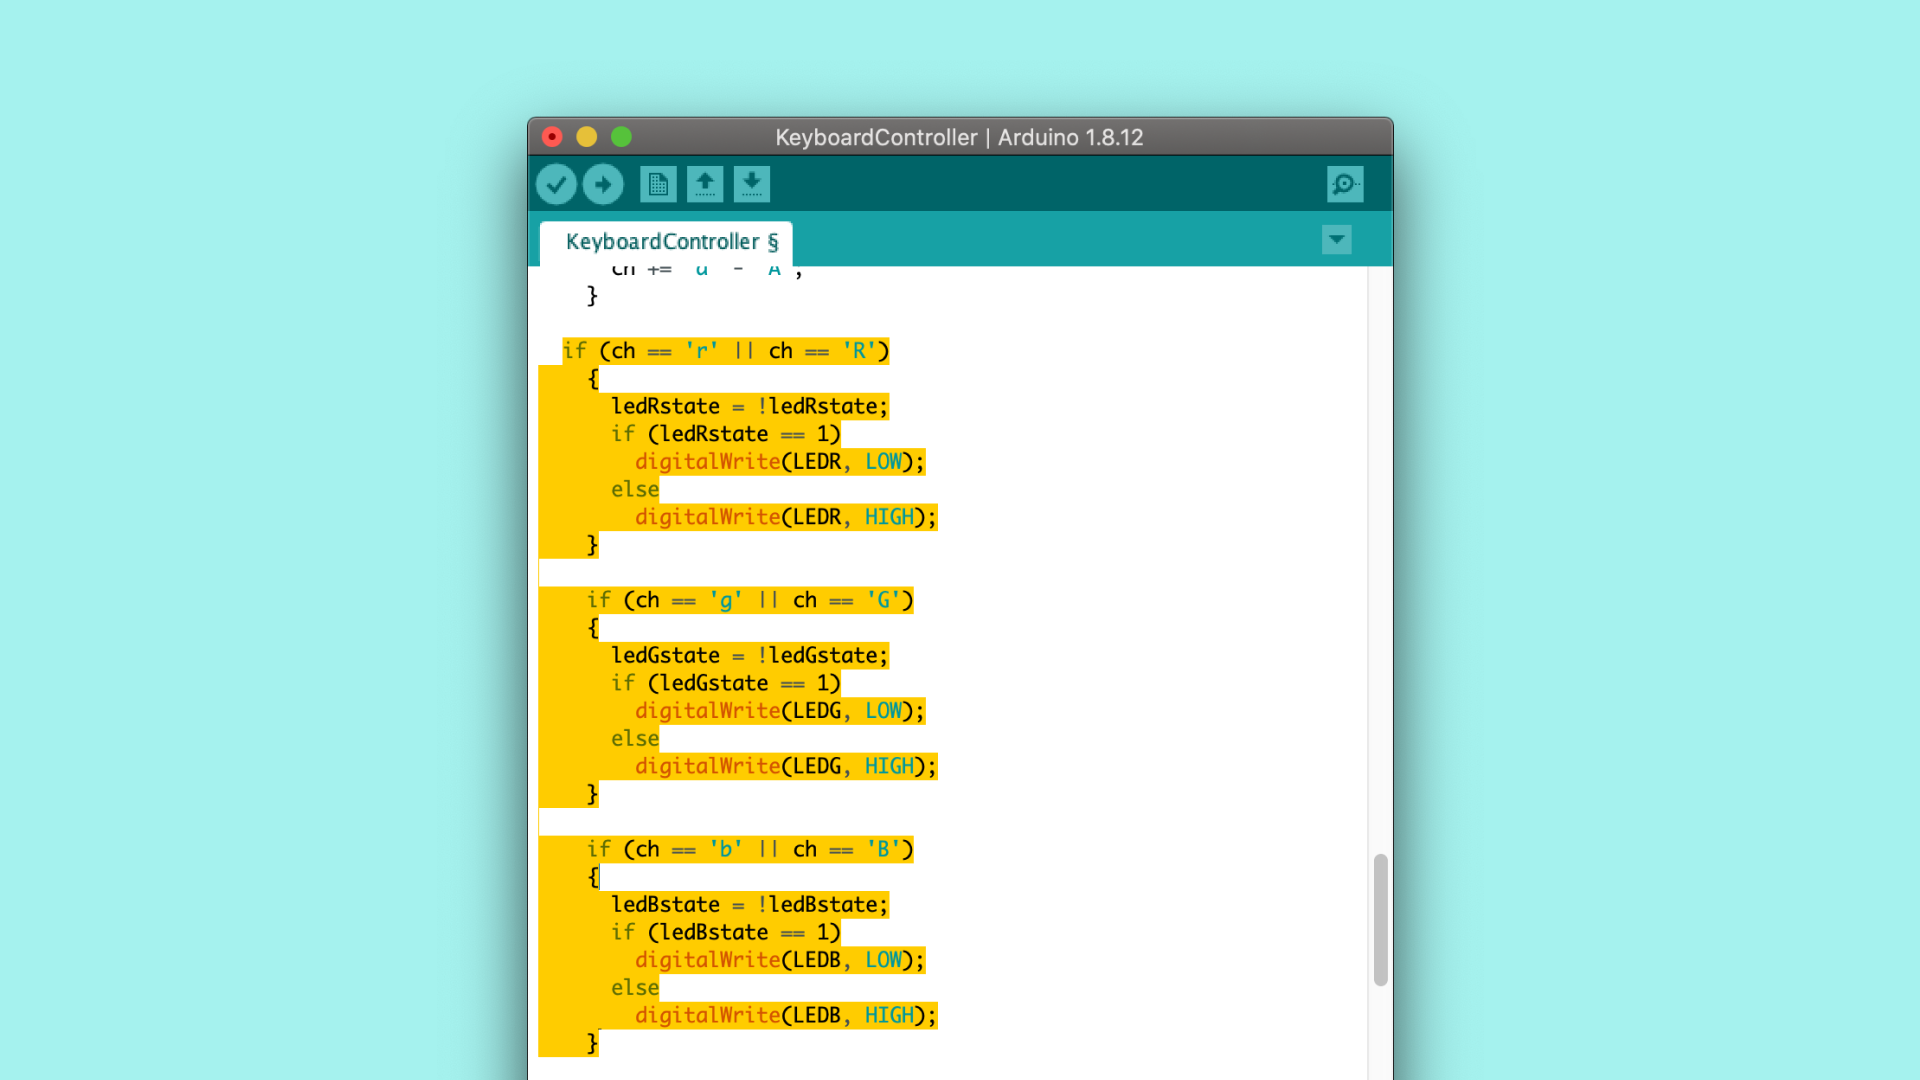 KeyboardController | Arduino 1.8.12
KeyboardController §
ch += 'a' - 'A';
}
if (ch == 'r' || ch == 'R')
{
ledRstate = !ledRstate;
if (ledRstate == 1)
digitalWrite(LEDR, LOW);
else
digitalWrite(LEDR, HIGH);
}
if (ch == 'g' || ch == 'G')
{
ledGstate = !ledGstate;
if (ledGstate == 1)
digitalWrite(LEDG, LOW);
else
digitalWrite(LEDG, HIGH);
}
if (ch == 'b' || ch == 'B')
{
ledBstate = !ledBstate;
if (ledBstate == 1)
digitalWrite(LEDB, LOW);
else
digitalWrite(LEDB, HIGH);
}